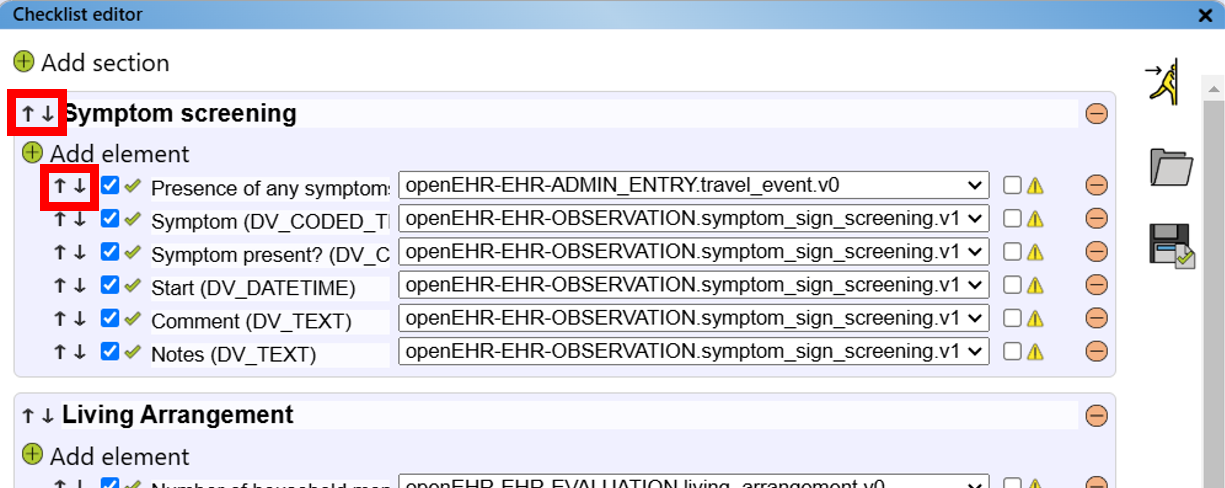 Checklist editor
Add section
Symptom screening
Add element
Presence of any symptoms openEHR-EHR-ADMIN_ENTRY.travel_event.v0
Symptom (DV_CODED_T openEHR-EHR-OBSERVATION.symptom_sign_screening.v1
Symptom present? (DV_C openEHR-EHR-OBSERVATION.symptom_sign_screening.v1
Start (DV_DATETIME) openEHR-EHR-OBSERVATION.symptom_sign_screening.v1
Comment (DV_TEXT) openEHR-EHR-OBSERVATION.symptom_sign_screening.v1
Notes (DV_TEXT) openEHR-EHR-OBSERVATION.symptom_sign_screening.v1
Living Arrangement
Add element
Number of household mem openEHR-EHR-EVALUATION.living_arrangement.v0